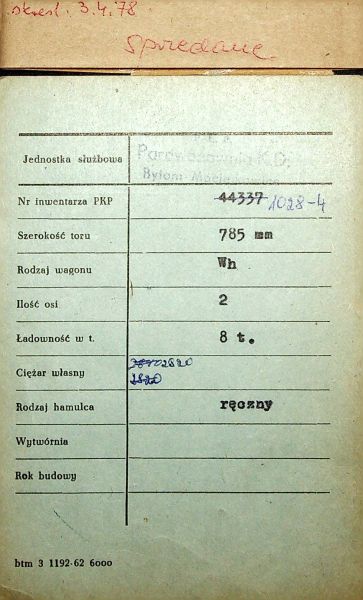 skreśl. 3.4.78.
sprzedane
P.K.P.
Jednostka służbowa Parowozownia K.D.
Bytom
Nr inwentarza PKP 44337 1028-4
Szerokość toru 785 mm
Rodzaj wagonu Wh
Ilość osi 2
Ładowność w t. 8 t.
2820
Ciężar własny 2820
Rodzaj hamulca ręczny
Wytwórnia
Rok budowy
btm 3 1192-62 6000